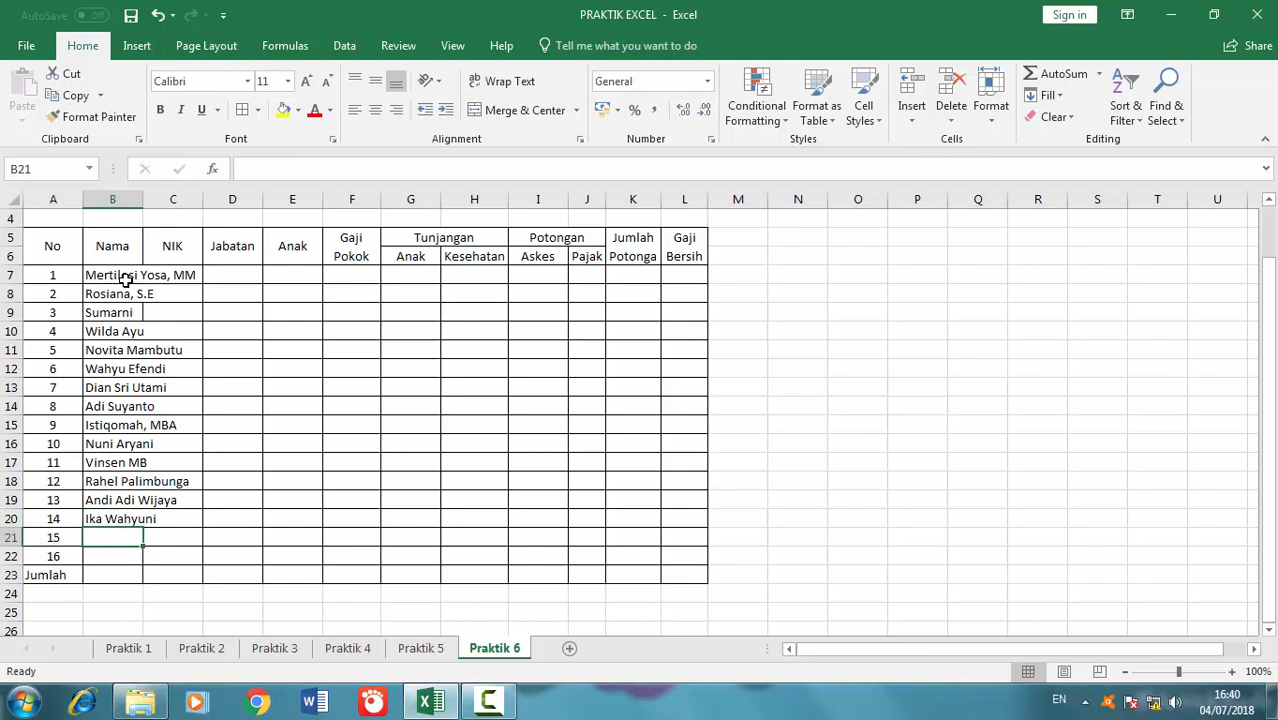 AutoSave Off PRAKTIK EXCEL - Excel Sign in
File Home Insert Page Layout Formulas Data Review View Help Tell me what you want to do Share
Paste
Cut
Copy
Format Painter
Clipboard
Calibri 11
B I U
Font
Wrap Text
Merge & Center
Alignment
General
Number
Conditional Formatting
Format as Table
Cell Styles
Styles
Insert
Delete
Format
Cells
AutoSum
Fill
Clear
Sort & Filter
Find & Select
Editing
B21 fx
A B C D E F G H I J K L M N O P Q R S T U
4
5 No Nama NIK Jabatan Anak Gaji Tunjangan Potongan Jumlah Gaji
6 Pokok Anak Kesehatan Askes Pajak Potonga Bersih
7 1 Mertil si Yosa, MM
8 2 Rosiana, S.E
9 3 Sumarni
10 4 Wilda Ayu
11 5 Novita Mambutu
12 6 Wahyu Efendi
13 7 Dian Sri Utami
14 8 Adi Suyanto
15 9 Istiqomah, MBA
16 10 Nuni Aryani
17 11 Vinsen MB
18 12 Rahel Palimbunga
19 13 Andi Adi Wijaya
20 14 Ika Wahyuni
21 15
22 16
23 Jumlah
24
25
26
Praktik 1 Praktik 2 Praktik 3 Praktik 4 Praktik 5 Praktik 6
Ready 100%
EN 16:40
04/07/2018